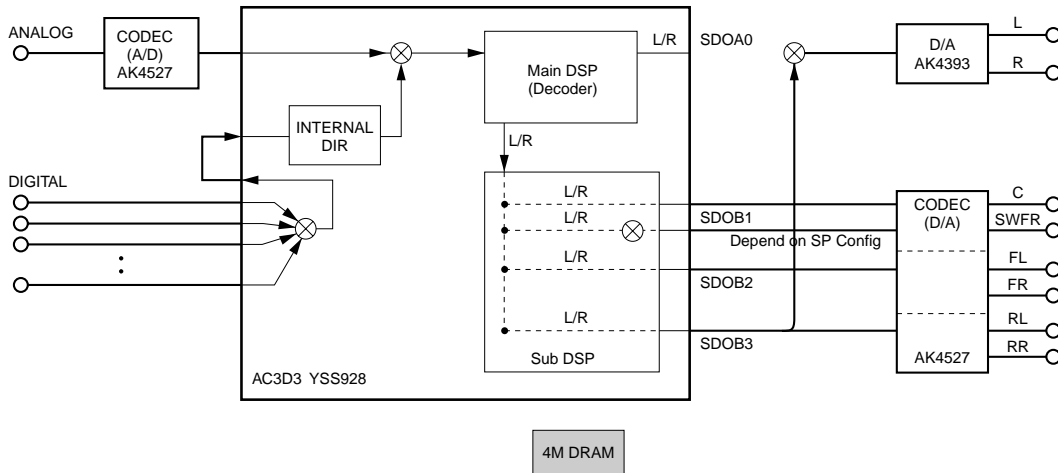 ANALOG
CODEC
(A/D)
AK4527
L/R
SDOA0
D/A
AK4393
L
R
Main DSP
(Decoder)
INTERNAL
DIR
L/R
DIGITAL
L/R
L/R
L/R
L/R
Sub DSP
SDOB1
Depend on SP Config
SDOB2
SDOB3
CODEC
(D/A)
AK4527
C
SWFR
FL
FR
RL
RR
AC3D3 YSS928
4M DRAM